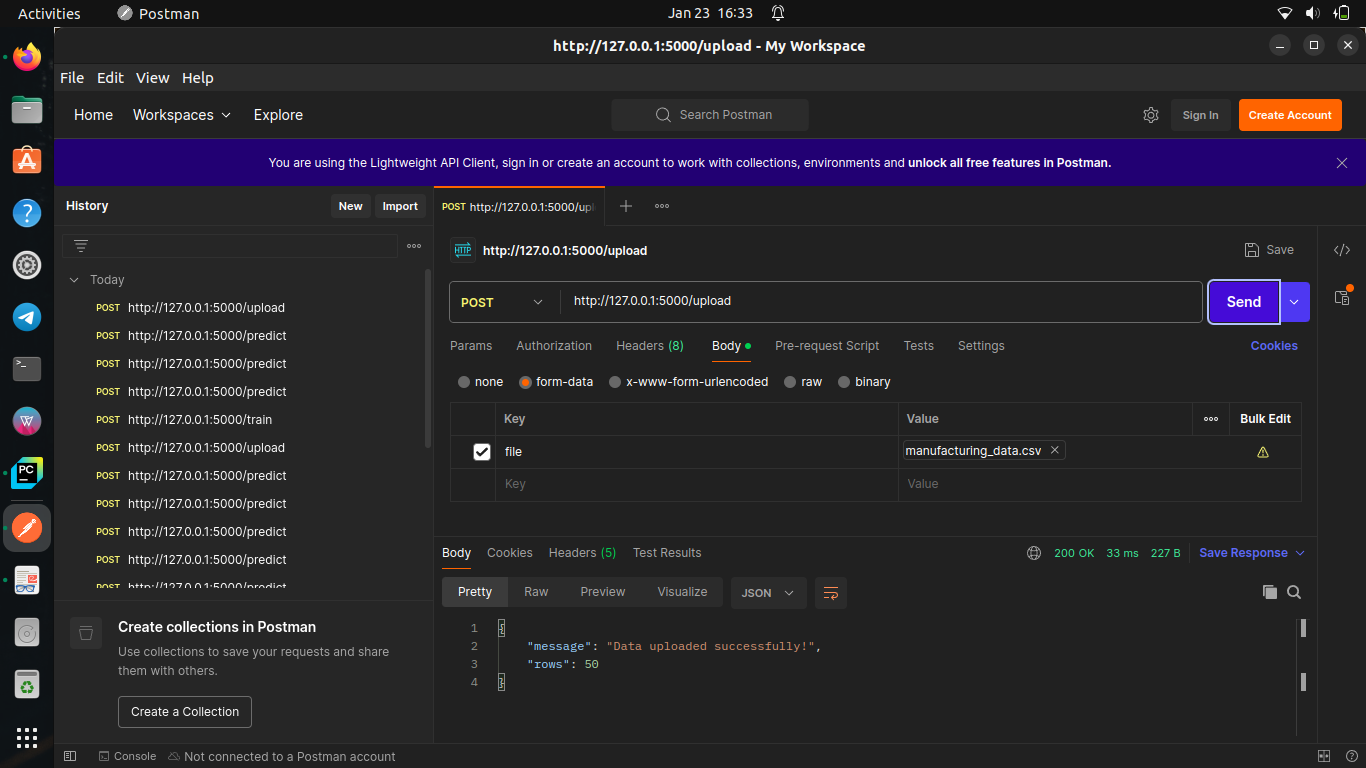 Activities Postman Jan 23 16:33
http://127.0.0.1:5000/upload - My Workspace
File Edit View Help
Home Workspaces Explore Search Postman Sign In Create Account
You are using the Lightweight API Client, sign in or create an account to work with collections, environments and unlock all free features in Postman.
History New Import
Today
POST http://127.0.0.1:5000/upload
POST http://127.0.0.1:5000/predict
POST http://127.0.0.1:5000/predict
POST http://127.0.0.1:5000/predict
POST http://127.0.0.1:5000/train
POST http://127.0.0.1:5000/upload
POST http://127.0.0.1:5000/predict
POST http://127.0.0.1:5000/predict
POST http://127.0.0.1:5000/predict
POST http://127.0.0.1:5000/predict
POST http://127.0.0.1:5000/predict
Create collections in Postman
Use collections to save your requests and share
them with others.
Create a Collection
POST http://127.0.0.1:5000/upl
HTTP http://127.0.0.1:5000/upload Save
POST http://127.0.0.1:5000/upload Send
Params Authorization Headers (8) Body Pre-request Script Tests Settings Cookies
none form-data x-www-form-urlencoded raw binary
Key Value Bulk Edit
file manufacturing_data.csv
Key Value
Body Cookies Headers (5) Test Results 200 OK 33 ms 227 B Save Response
Pretty Raw Preview Visualize JSON
1 {
2 "message": "Data uploaded successfully!",
3 "rows": 50
4 }
Console Not connected to a Postman account